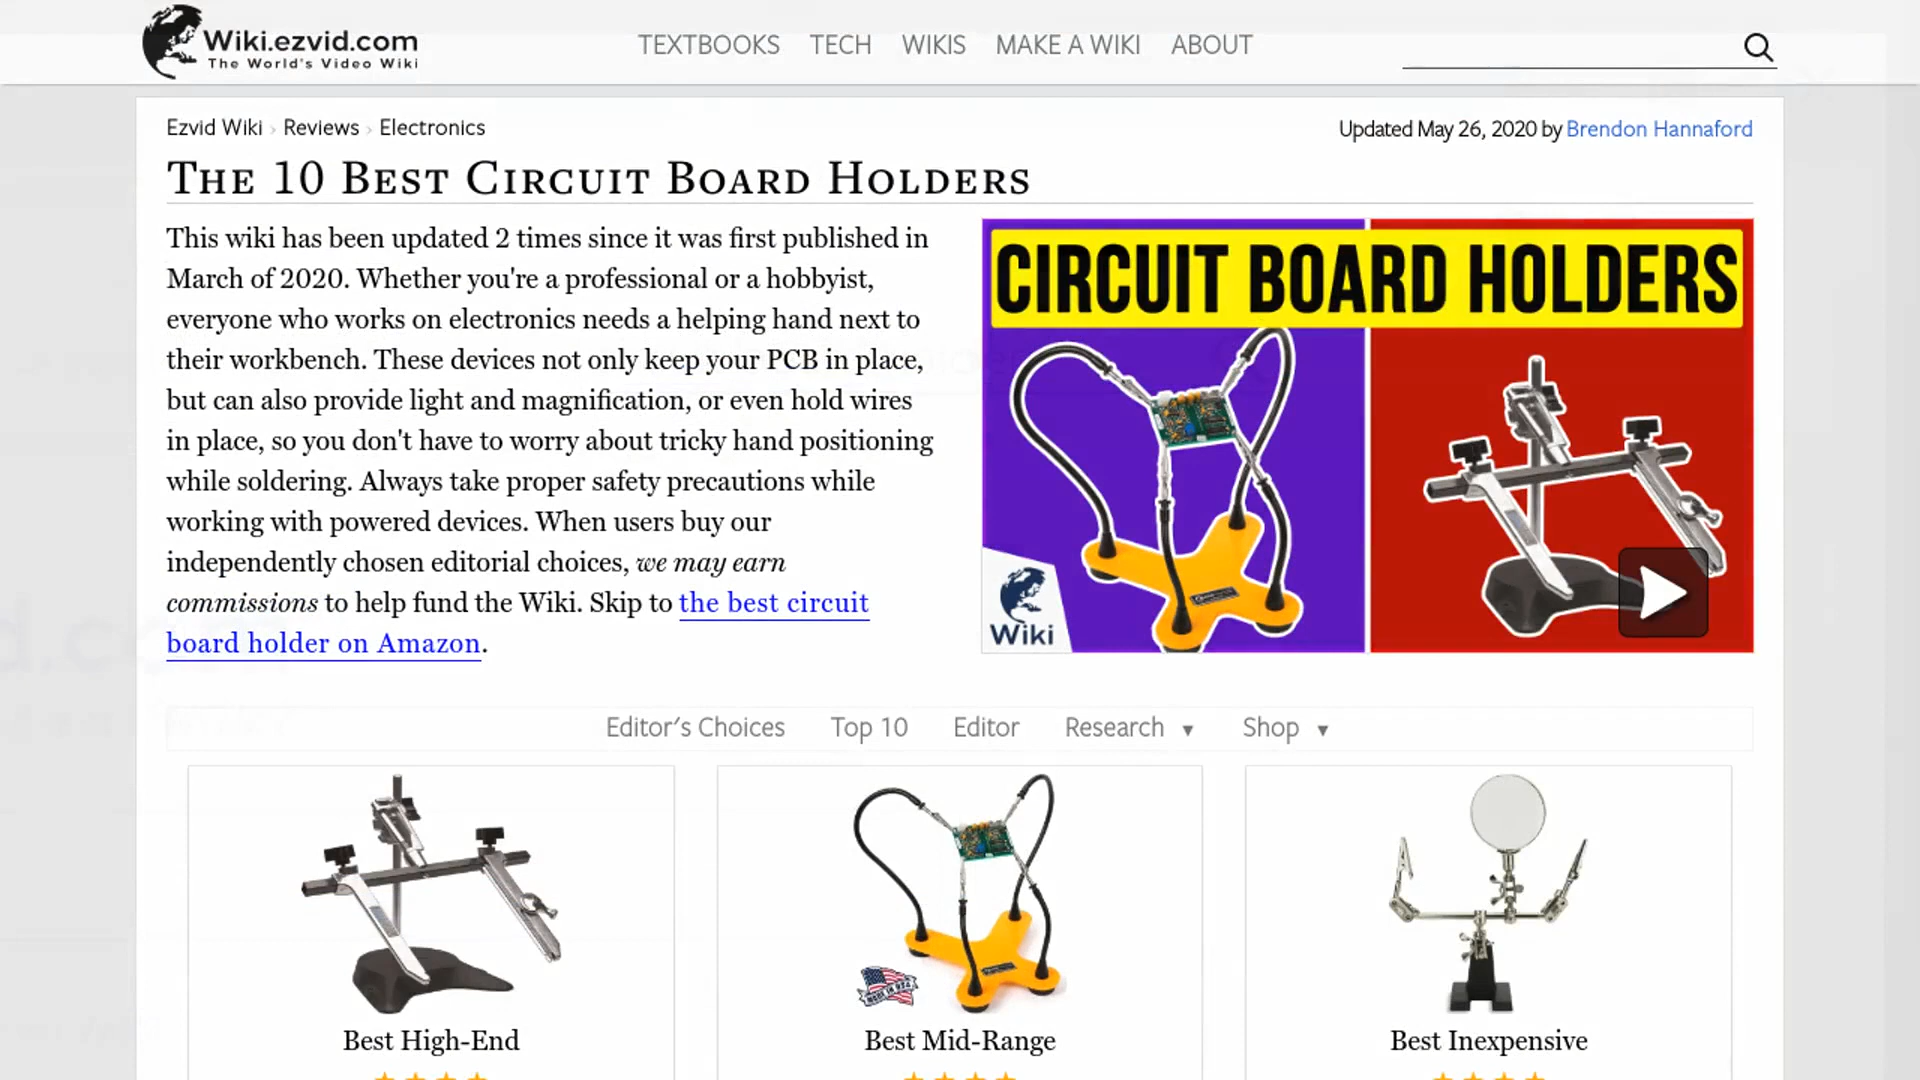 Wiki.ezvid.com
The World's Video Wiki
TEXTBOOKS TECH WIKIS MAKE A WIKI ABOUT
Ezvid Wiki › Reviews › Electronics
Updated May 26, 2020 by Brendon Hannaford
The 10 Best Circuit Board Holders
This wiki has been updated 2 times since it was first published in
March of 2020. Whether you're a professional or a hobbyist,
everyone who works on electronics needs a helping hand next to
their workbench. These devices not only keep your PCB in place,
but can also provide light and magnification, or even hold wires
in place, so you don't have to worry about tricky hand positioning
while soldering. Always take proper safety precautions while
working with powered devices. When users buy our
independently chosen editorial choices, we may earn
commissions to help fund the Wiki. Skip to the best circuit
board holder on Amazon.
CIRCUIT BOARD HOLDERS
Wiki
Editor's Choices Top 10 Editor Research ▼ Shop ▼
MADE IN USA
Best High-End
Best Mid-Range
Best Inexpensive